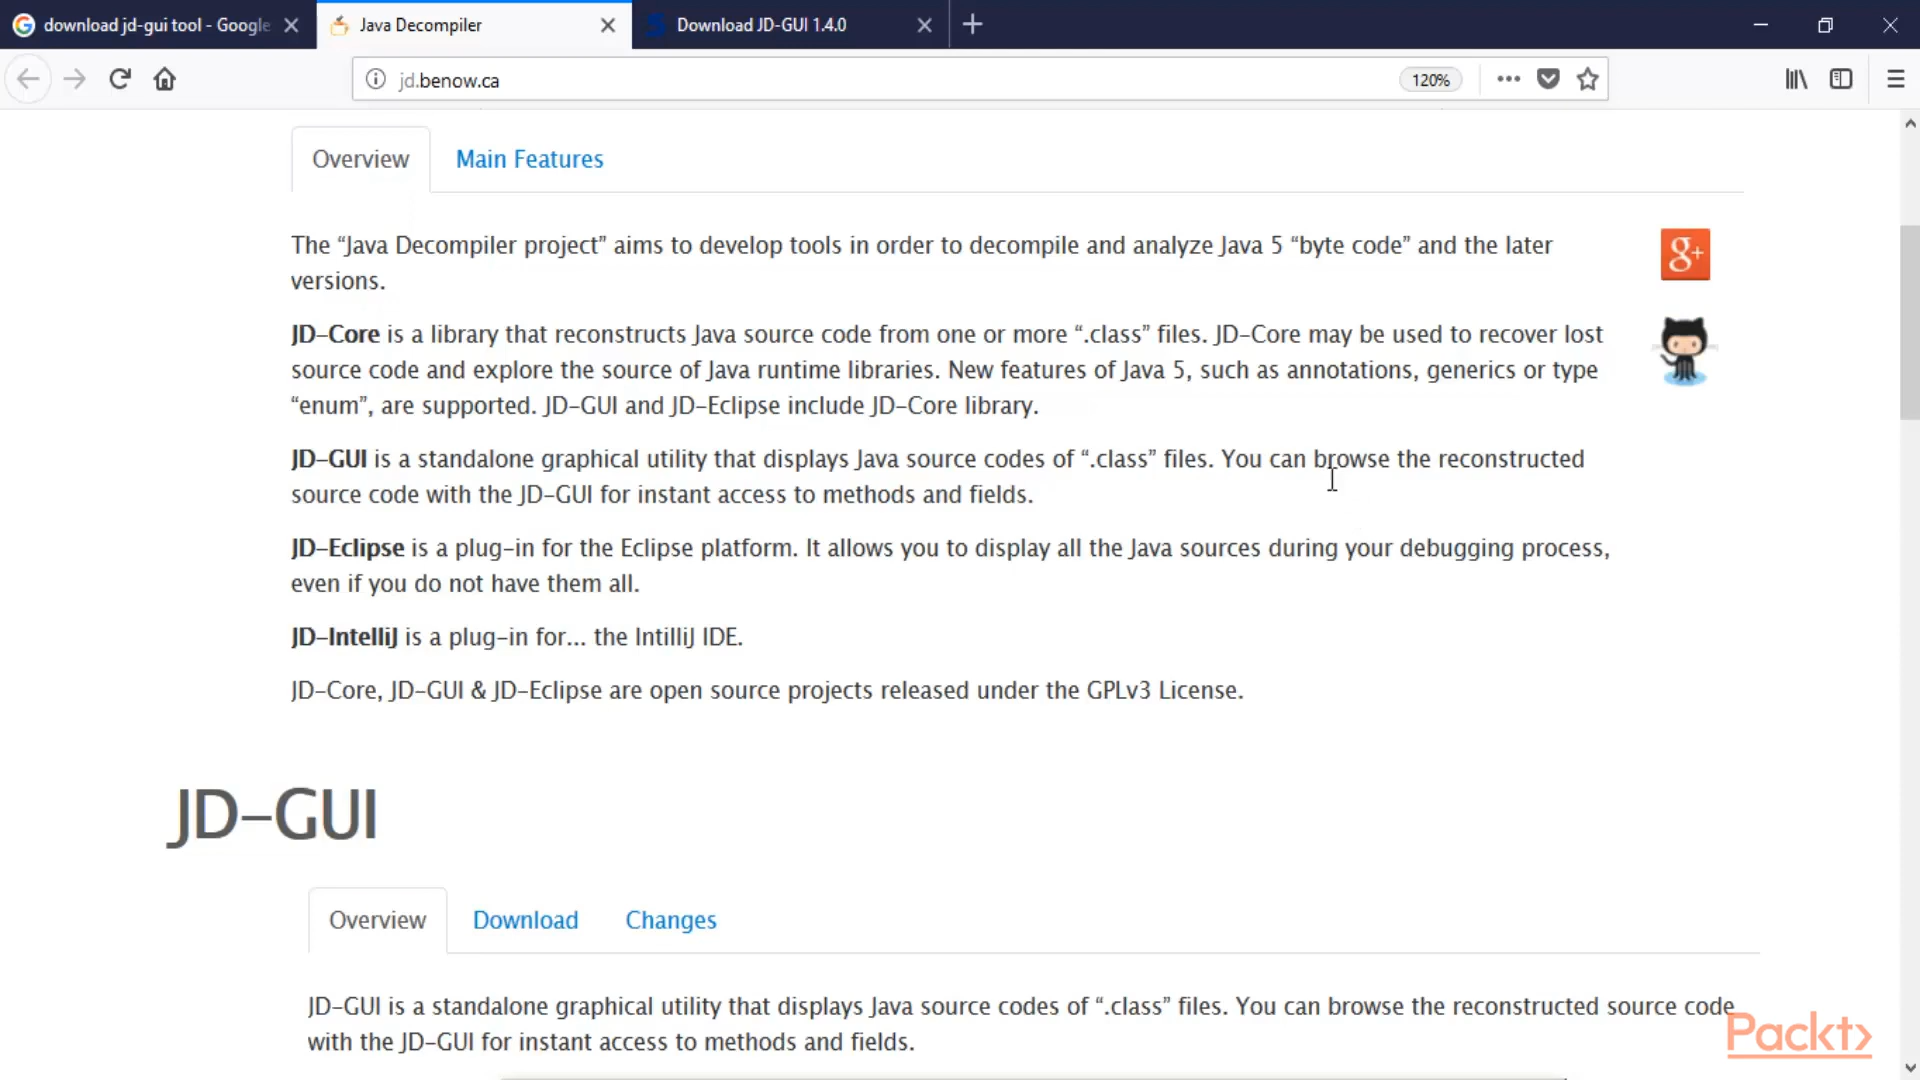 download jd-gui tool - Google
Java Decompiler
Download JD-GUI 1.4.0
jd.benow.ca
120%
Overview
Main Features
The “Java Decompiler project” aims to develop tools in order to decompile and analyze Java 5 “byte code” and the later
versions.
g+
JD-Core is a library that reconstructs Java source code from one or more “.class” files. JD-Core may be used to recover lost
source code and explore the source of Java runtime libraries. New features of Java 5, such as annotations, generics or type
“enum”, are supported. JD-GUI and JD-Eclipse include JD-Core library.
JD-GUI is a standalone graphical utility that displays Java source codes of “.class” files. You can browse the reconstructed
source code with the JD-GUI for instant access to methods and fields.
JD-Eclipse is a plug-in for the Eclipse platform. It allows you to display all the Java sources during your debugging process,
even if you do not have them all.
JD-IntelliJ is a plug-in for... the IntilliJ IDE.
JD-Core, JD-GUI & JD-Eclipse are open source projects released under the GPLv3 License.
JD-GUI
Overview
Download
Changes
JD-GUI is a standalone graphical utility that displays Java source codes of “.class” files. You can browse the reconstructed source code
with the JD-GUI for instant access to methods and fields.
Packt>